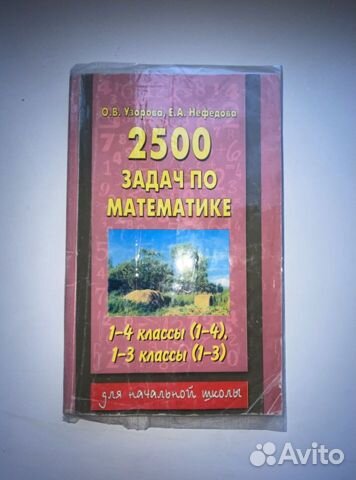 О.В. Узорова, Е.А. Нефедова
2500
ЗАДАЧ ПО
МАТЕМАТИКЕ
1–4 классы (1–4),
1–3 классы (1–3)
для начальной школы
Avito